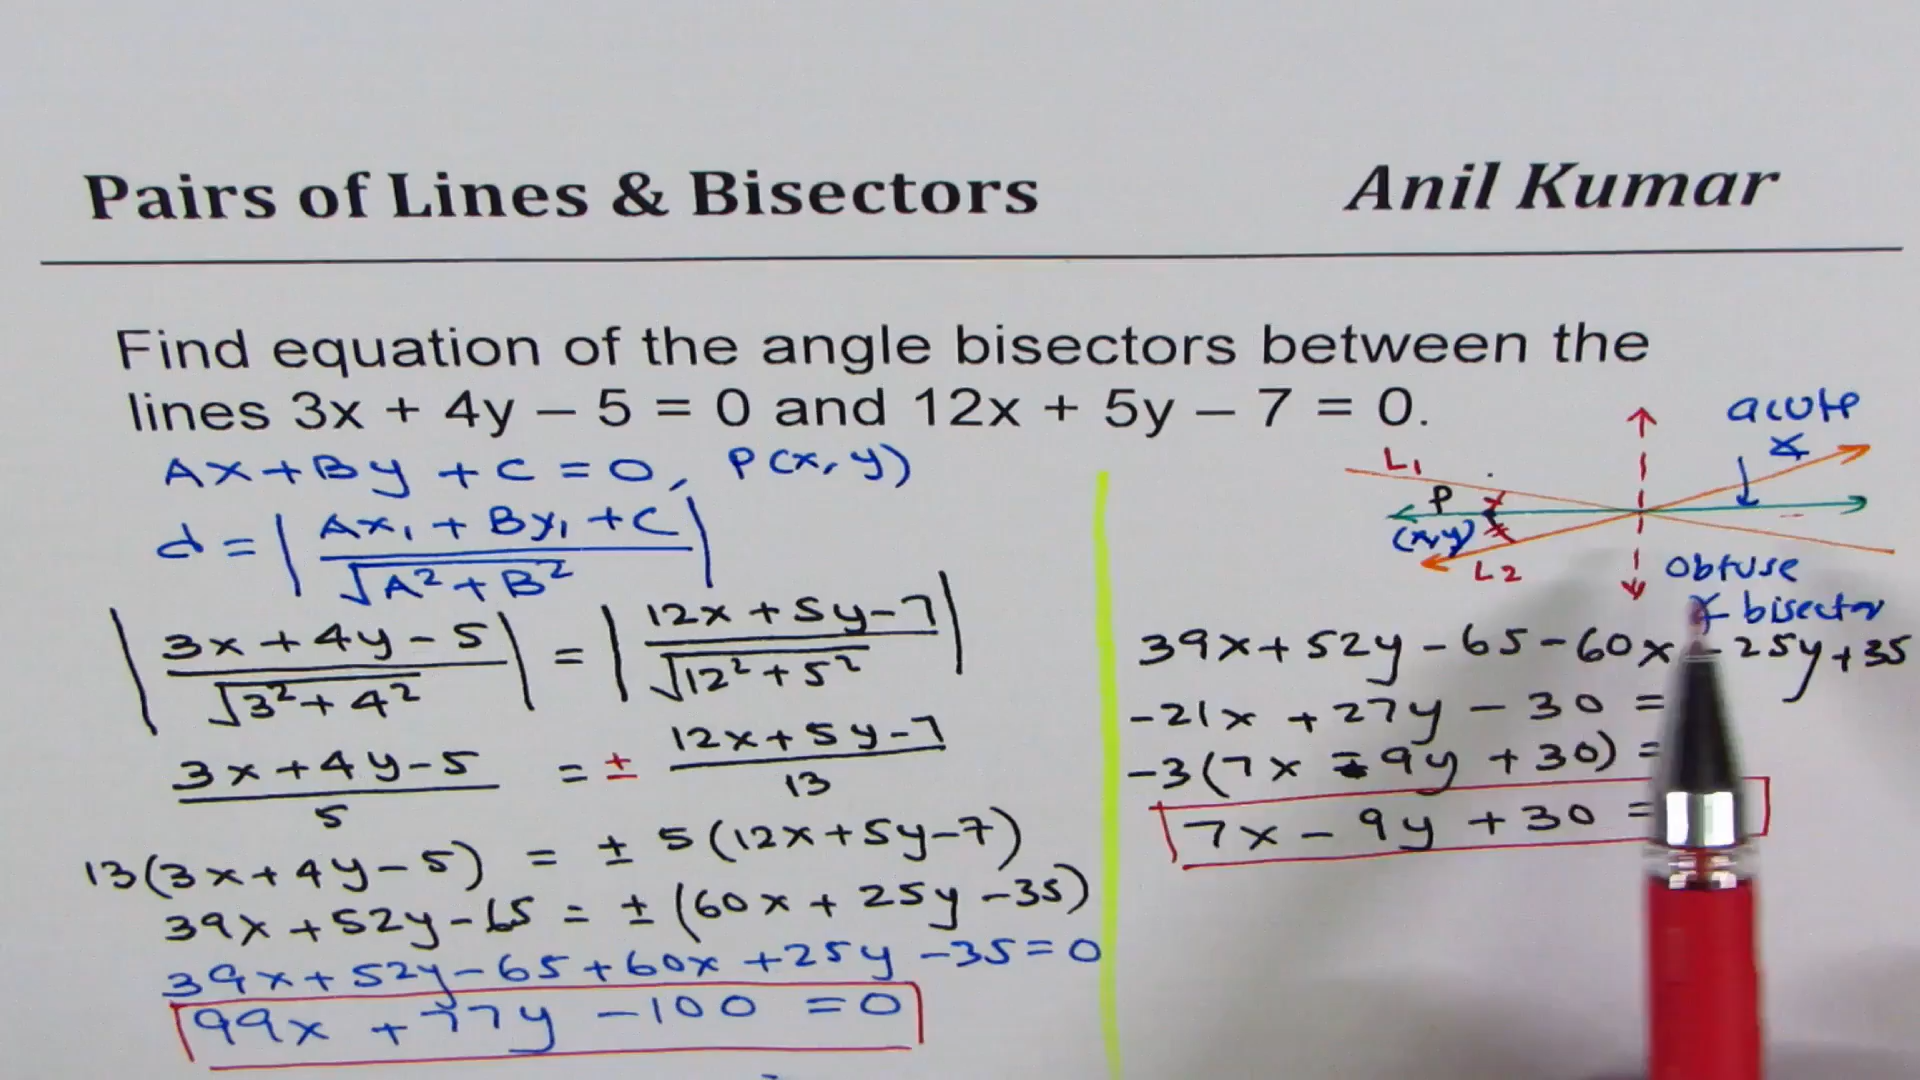 Pairs of Lines & Bisectors Anil Kumar
Find equation of the angle bisectors between the
lines 3x + 4y – 5 = 0 and 12x + 5y – 7 = 0.
Ax + By + C = 0, P(x, y)
d = | Ax₁ + By₁ + C / √A² + B² |
| 3x + 4y - 5 / √3² + 4² | = | 12x + 5y - 7 / √12² + 5² |
3x + 4y - 5 / 5 = ± 12x + 5y - 7 / 13
13(3x + 4y - 5) = ± 5(12x + 5y - 7)
39x + 52y - 65 = ± (60x + 25y - 35)
39x + 52y - 65 + 60x + 25y - 35 = 0
99x + 77y - 100 = 0
acute
∡
L₁
P
(x,y)
L₂
obtuse
∡ bisector
39x + 52y - 65 - 60x - 25y + 35
-21x + 27y - 30 =
-3(7x - 9y + 30) =
7x - 9y + 30 =